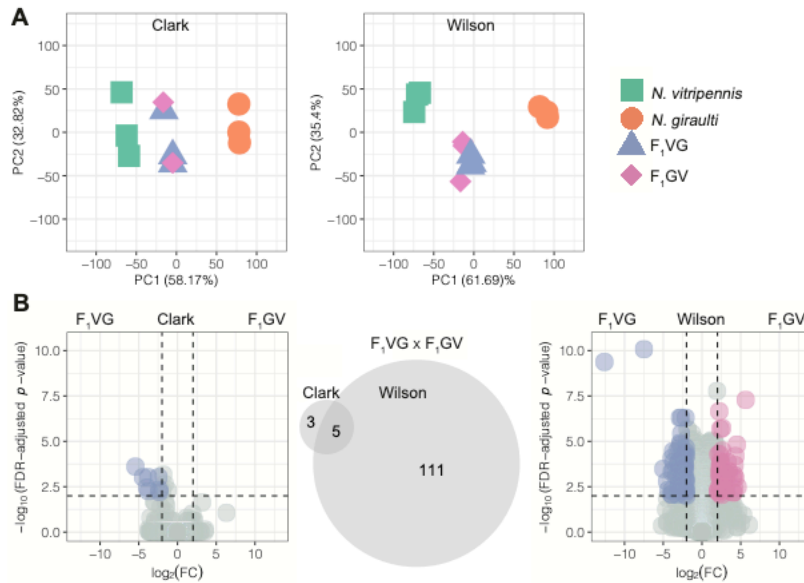 A
Clark
Wilson
PC2 (32.82%)
100
50
0
−50
−100
−100
−50
0
50
100
PC1 (58.17%)
PC2 (35.4%)
100
50
0
−50
−100
−100
−50
0
50
100
PC1 (61.69)%
N. vitripennis
N. giraulti
F₁VG
F₁GV
B
F₁VG
Clark
F₁GV
−log₁₀(FDR-adjusted p-value)
10.0
7.5
5.0
2.5
0.0
−10
−5
0
5
10
log₂(FC)
F₁VG x F₁GV
Clark
Wilson
3
5
111
F₁VG
Wilson
F₁GV
−log₁₀(FDR-adjusted p-value)
10.0
7.5
5.0
2.5
0.0
−10
−5
0
5
10
log₂(FC)